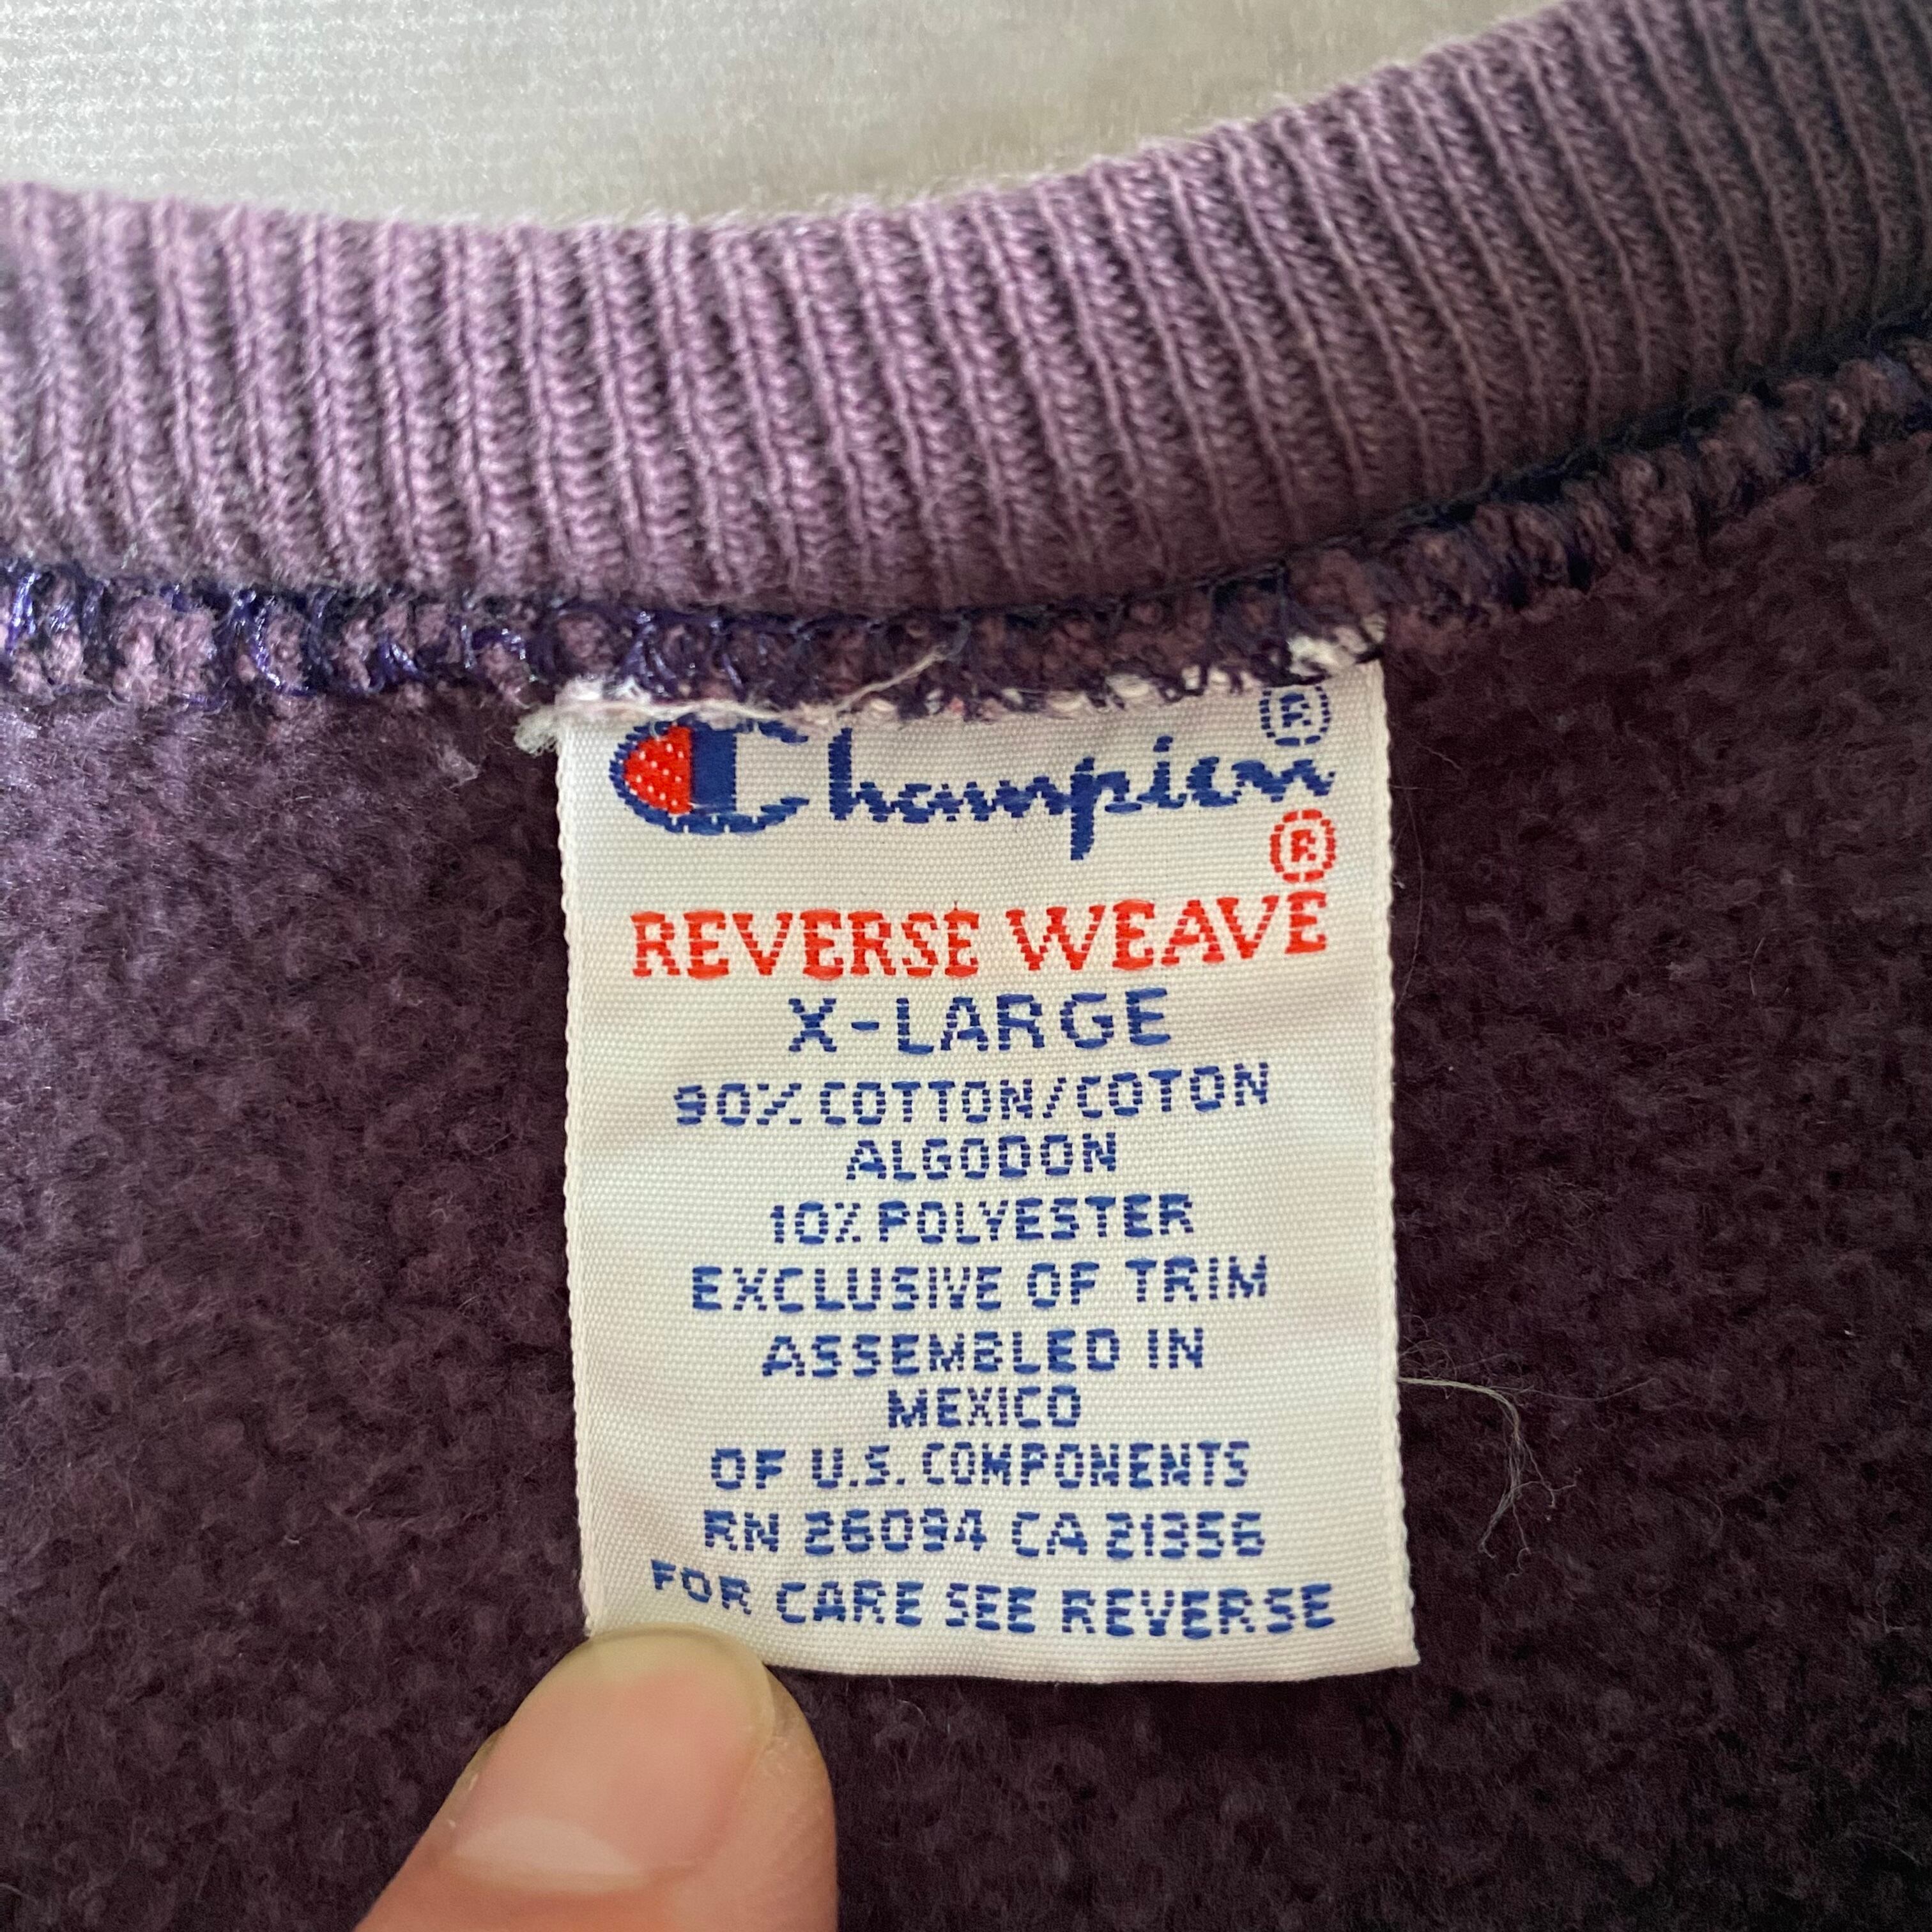 Champion®
®
REVERSE WEAVE
X-LARGE
90% COTTON/COTON
ALGODON
10% POLYESTER
EXCLUSIVE OF TRIM
ASSEMBLED IN
MEXICO
OF U.S. COMPONENTS
RN 26094 CA 21356
FOR CARE SEE REVERSE